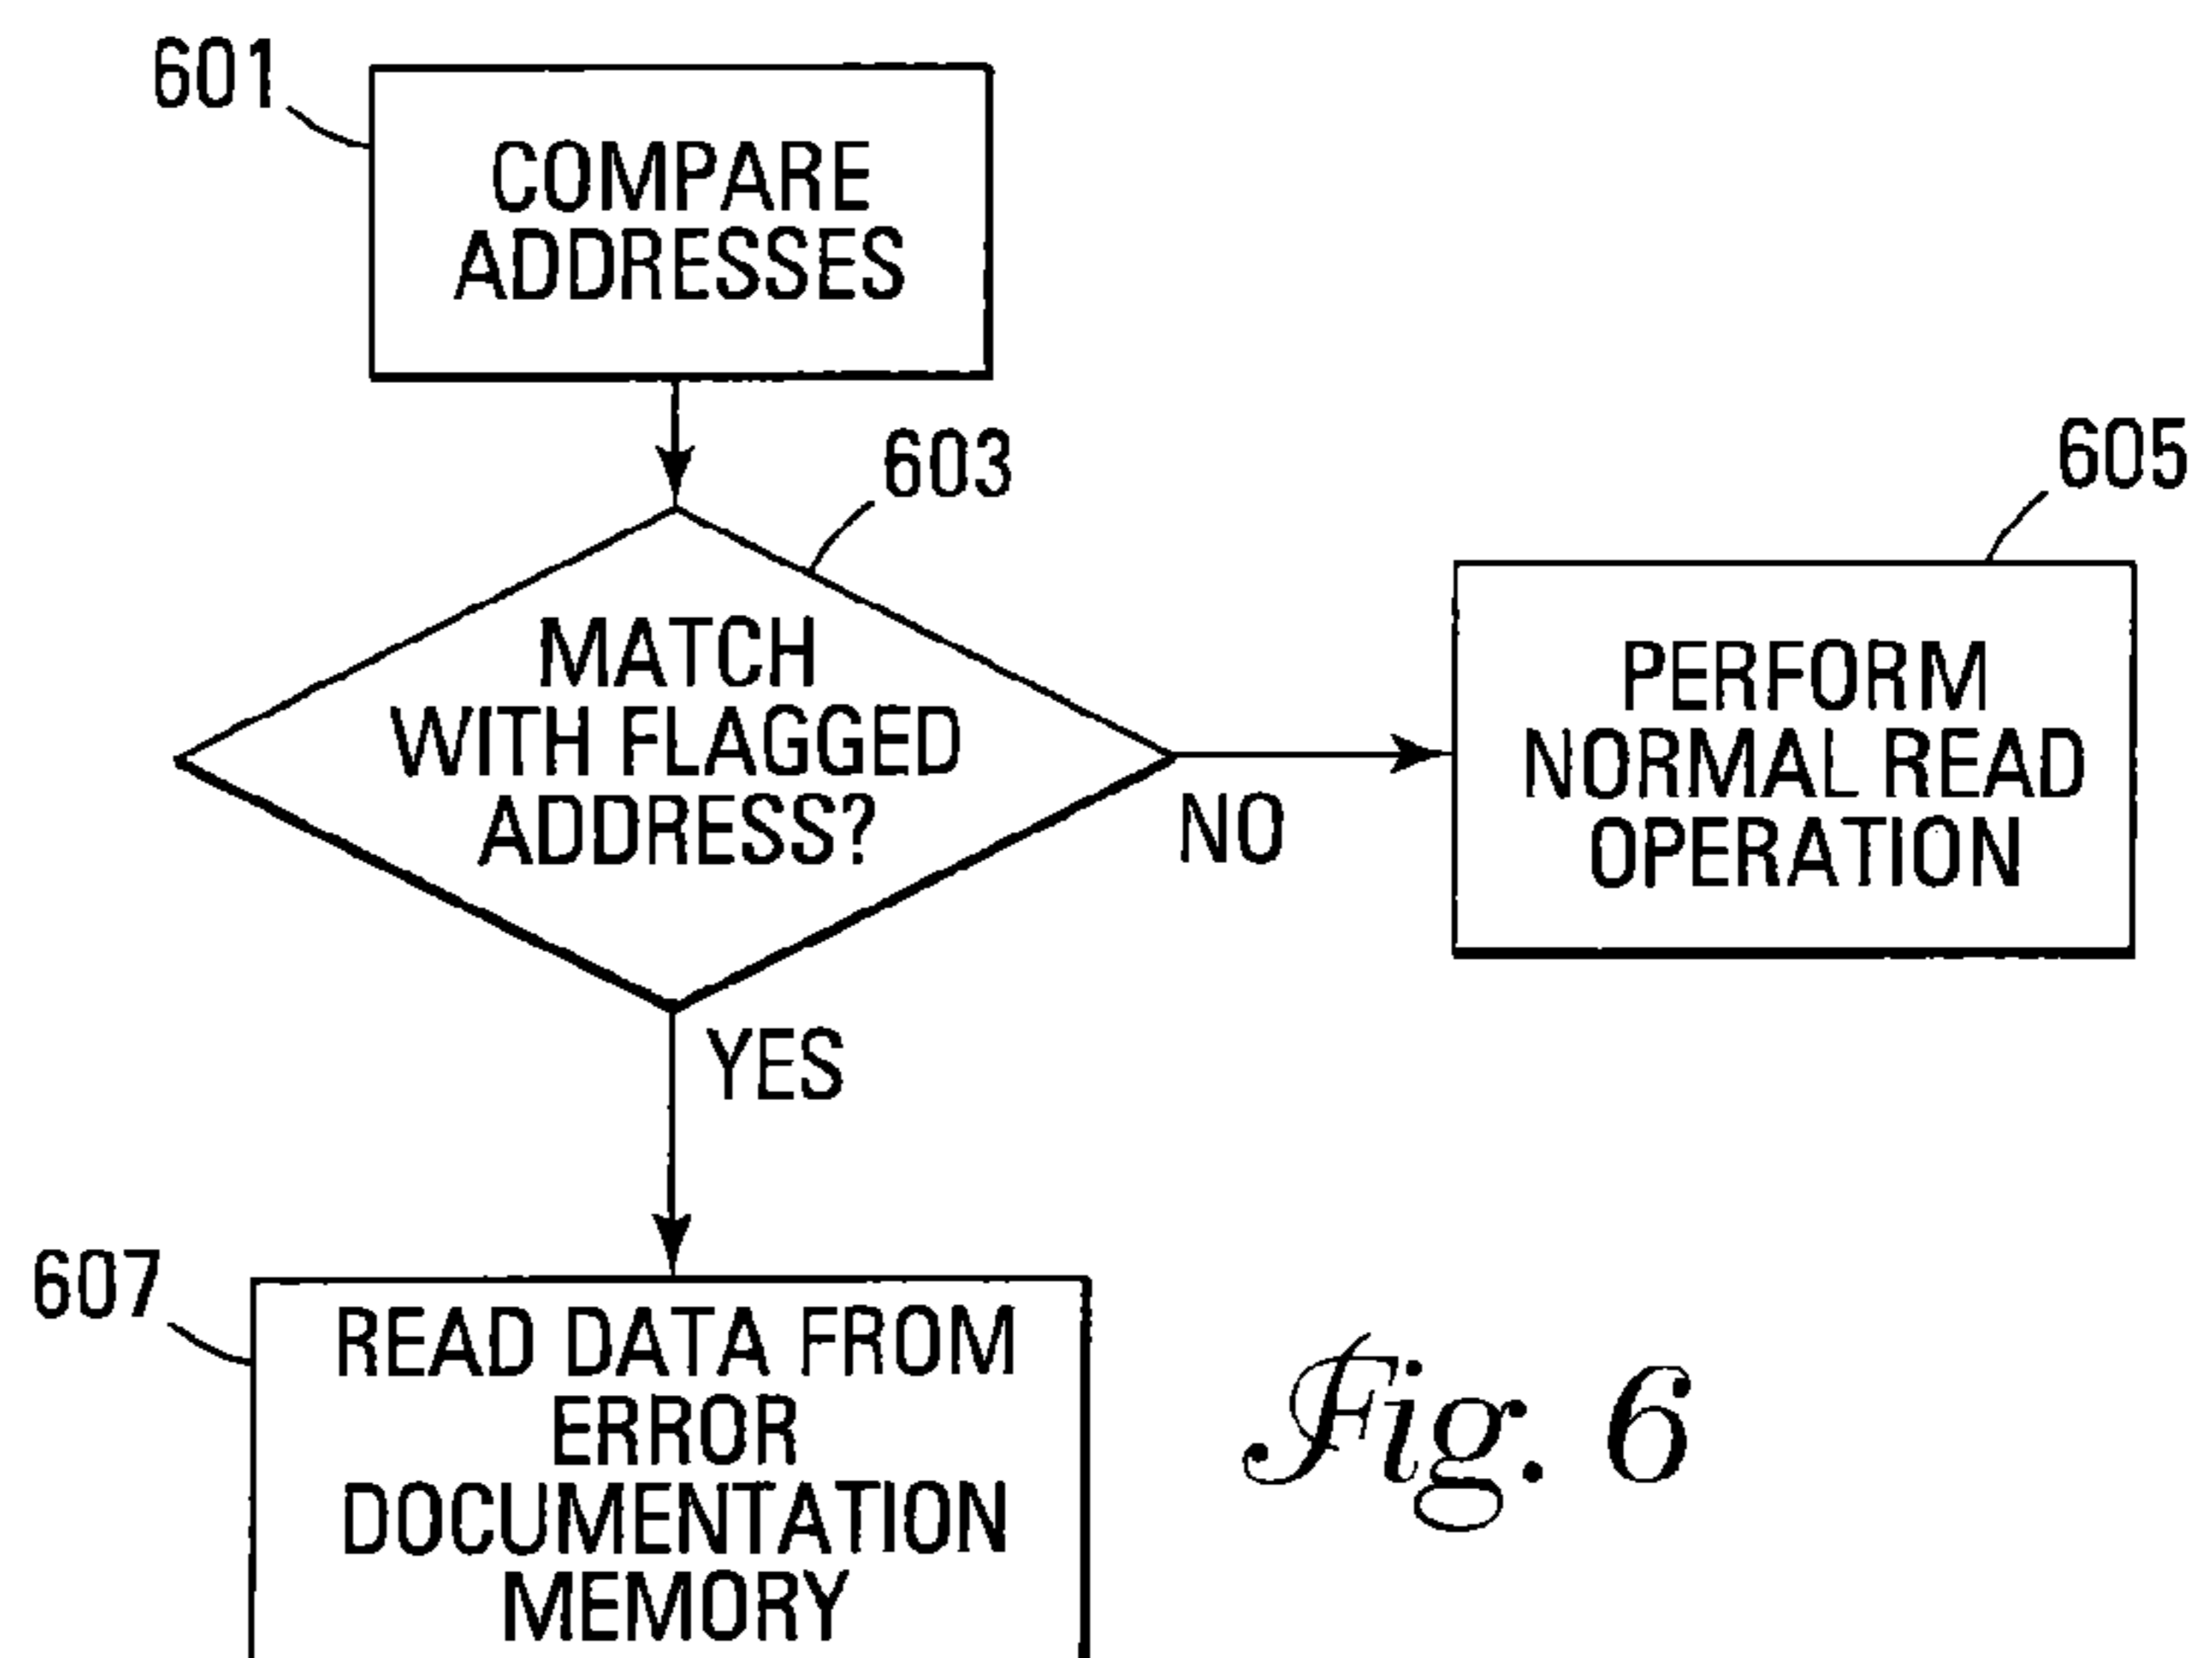 601
COMPARE
ADDRESSES
603
MATCH
WITH FLAGGED
ADDRESS?
NO
605
PERFORM
NORMAL READ
OPERATION
YES
607
READ DATA FROM
ERROR
DOCUMENTATION
MEMORY
Fig. 6